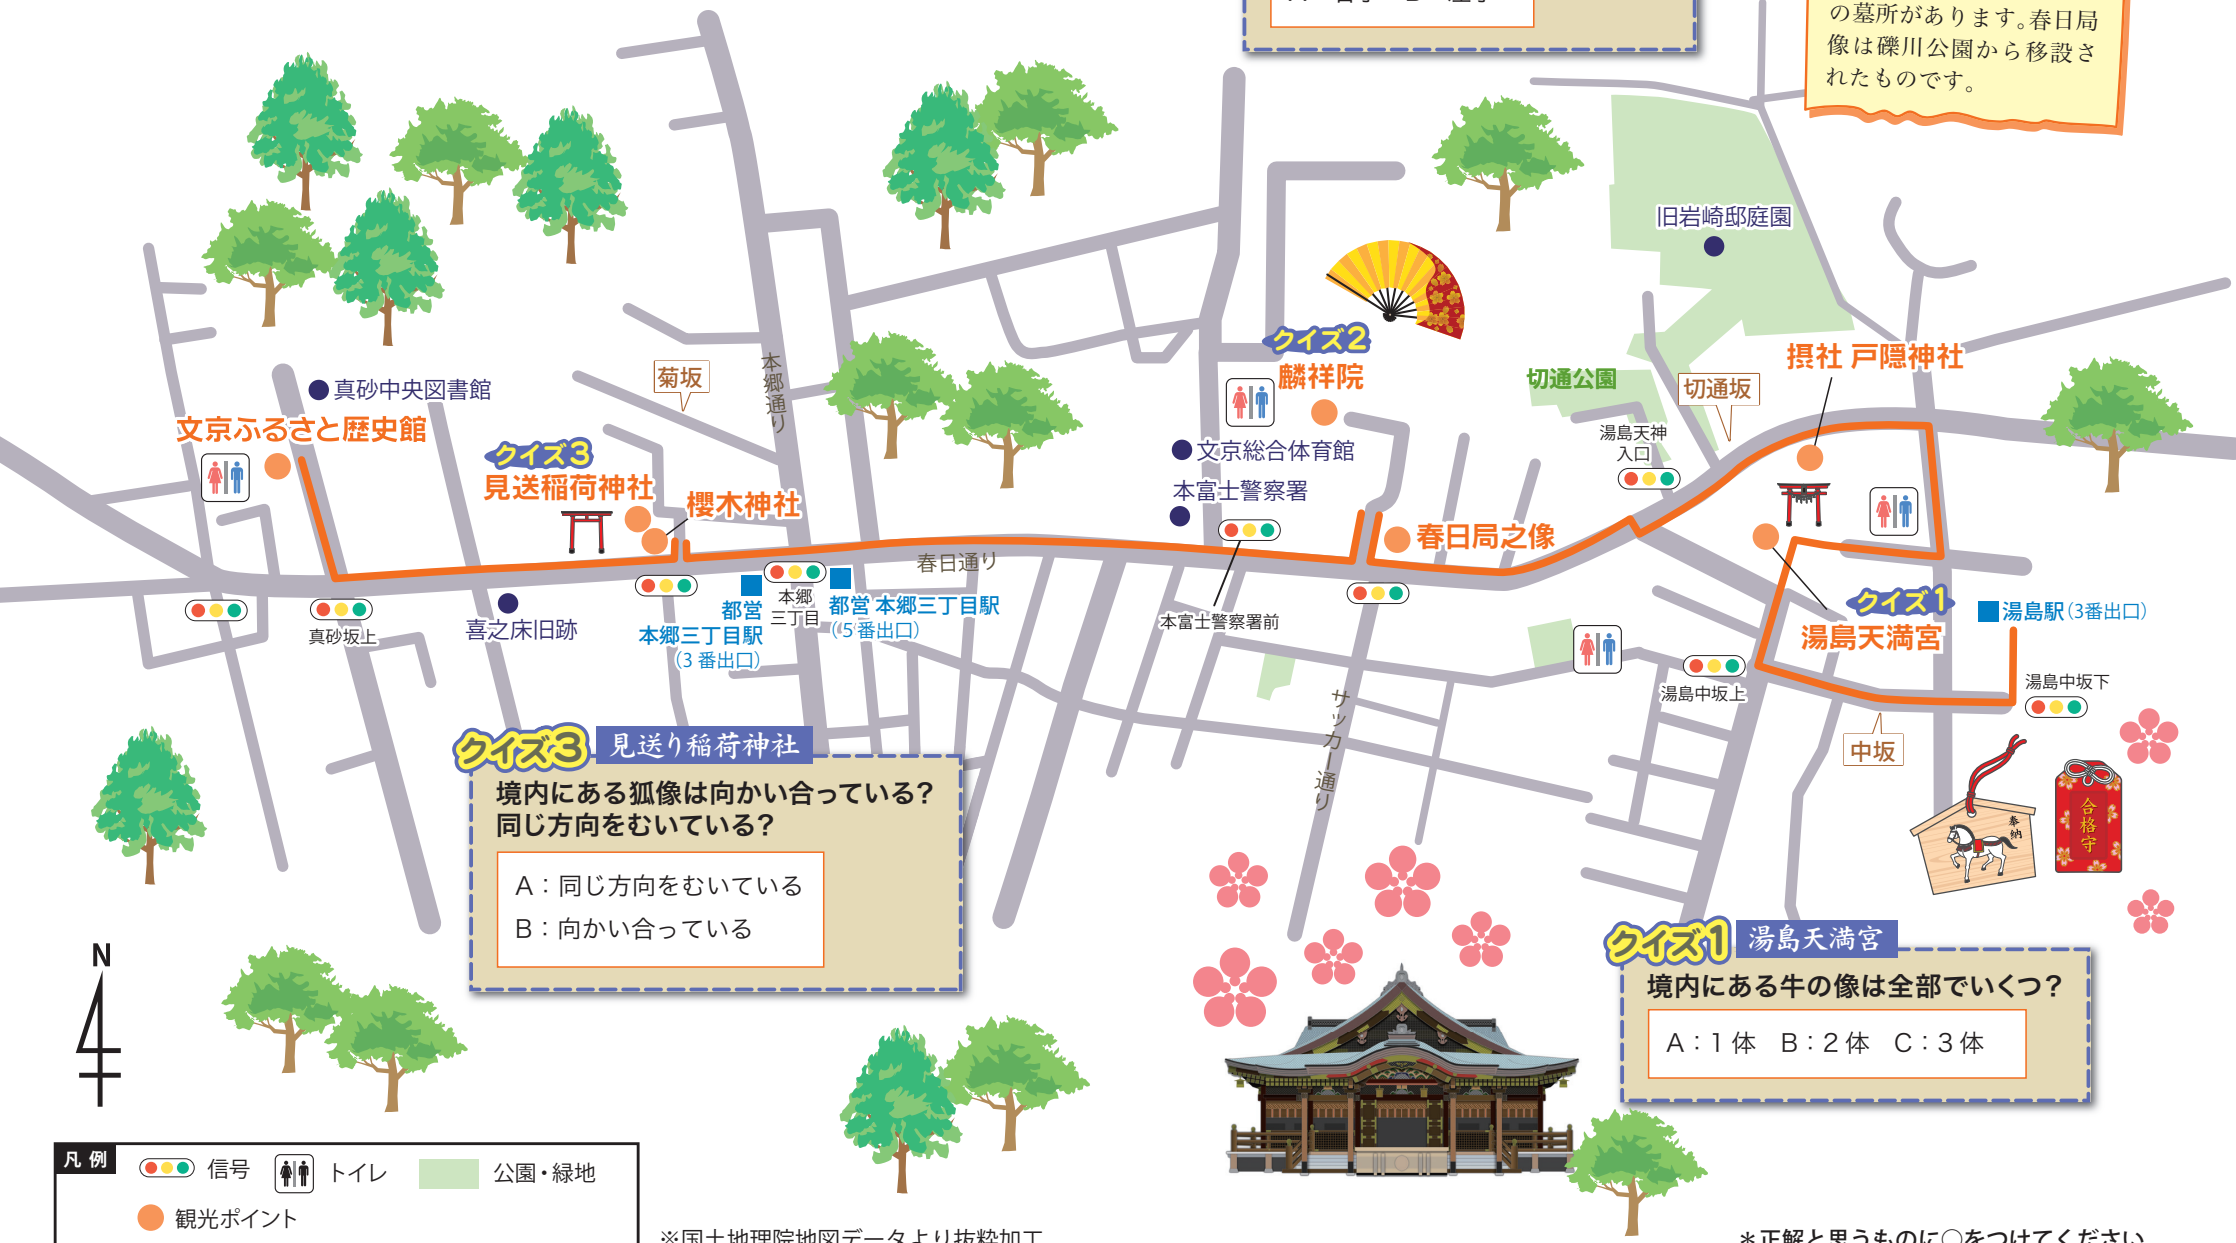 の墓所があります。春日局
像は礫川公園から移設さ
れたものです。
旧岩崎邸庭園
クイズ2
麟祥院
本郷通り
菊坂
真砂中央図書館
文京ふるさと歴史館
クイズ3
見送稲荷神社
櫻木神社
摂社 戸隠神社
切通公園
切通坂
湯島天神
入口
文京総合体育館
本富士警察署
春日局之像
春日通り
真砂坂上
喜之床旧跡
都営
本郷三丁目駅
(3 番出口)
本郷
三丁目
都営 本郷三丁目駅
(5 番出口)
本富士警察署前
クイズ1
湯島天満宮
湯島駅(3番出口)
湯島中坂上
湯島中坂下
中坂
サッカー通り
クイズ3 見送り稲荷神社
境内にある狐像は向かい合っている?
同じ方向をむいている?
A:同じ方向をむいている
B:向かい合っている
奉納
合格守
クイズ1 湯島天満宮
境内にある牛の像は全部でいくつ?
A:1 体 B:2 体 C:3 体
N
凡 例
信号
トイレ
公園・緑地
観光ポイント
※国土地理院地図データより抜粋加工
*正解と思うものに○をつけてください